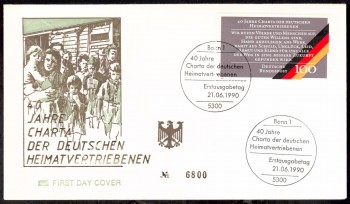 40
JAHRE
CHARTA
DER DEUTSCHEN
HEIMATVERTRIEBENEN
FIRST DAY COVER
№ 6800
Bonn 1
40 Jahre
Charta der deutschen
Heimatvertriebenen
Erstausgabetag
21.06.1990
5300
40 JAHRE CHARTA DER DEUTSCHEN
HEIMATVERTRIEBENEN
DEUTSCHE
BUNDESPOST
100
Bonn 1
40 Jahre
Charta der deutschen
Heimatvertriebenen
Erstausgabetag
21.06.1990
5300